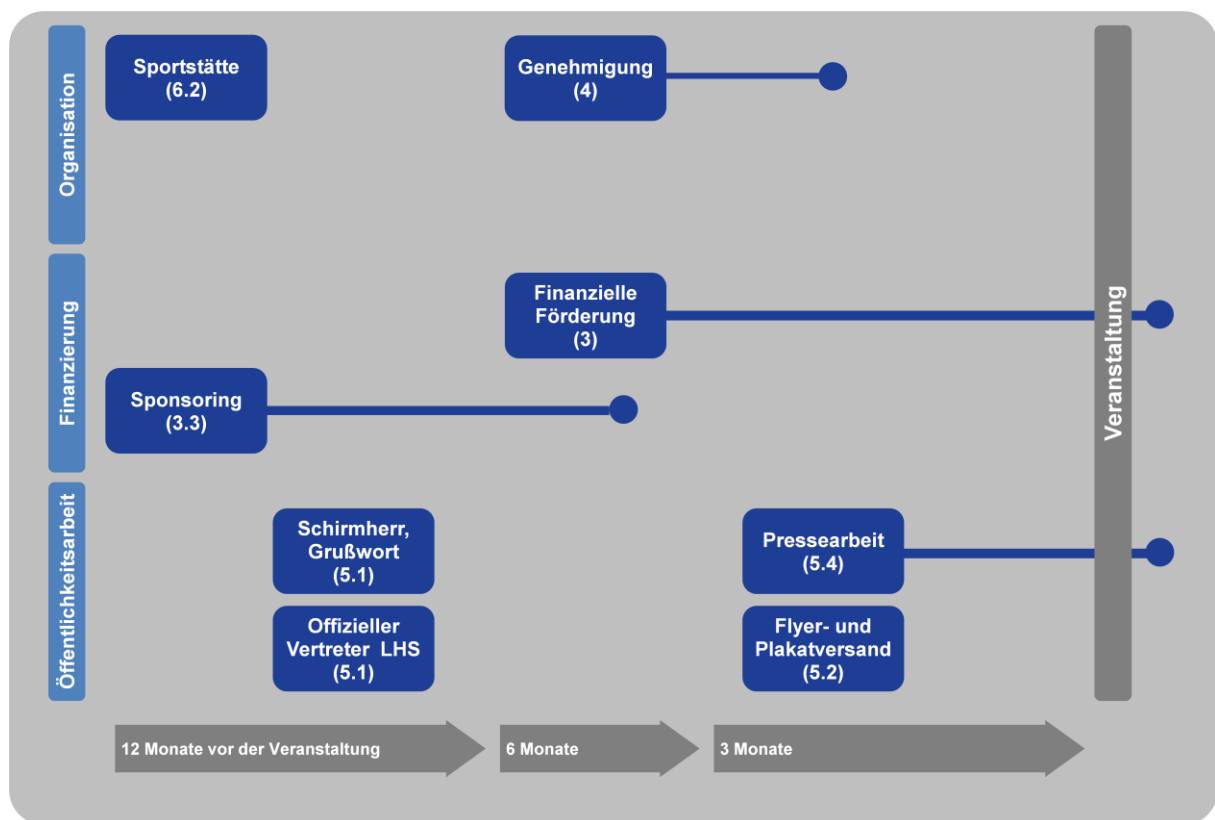 Organisation
Sportstätte
(6.2)
Genehmigung
(4)
Finanzierung
Finanzielle
Förderung
(3)
Sponsoring
(3.3)
Öffentlichkeitsarbeit
Schirmherr,
Grußwort
(5.1)
Pressearbeit
(5.4)
Offizieller
Vertreter LHS
(5.1)
Flyer- und
Plakatversand
(5.2)
Veranstaltung
12 Monate vor der Veranstaltung
6 Monate
3 Monate